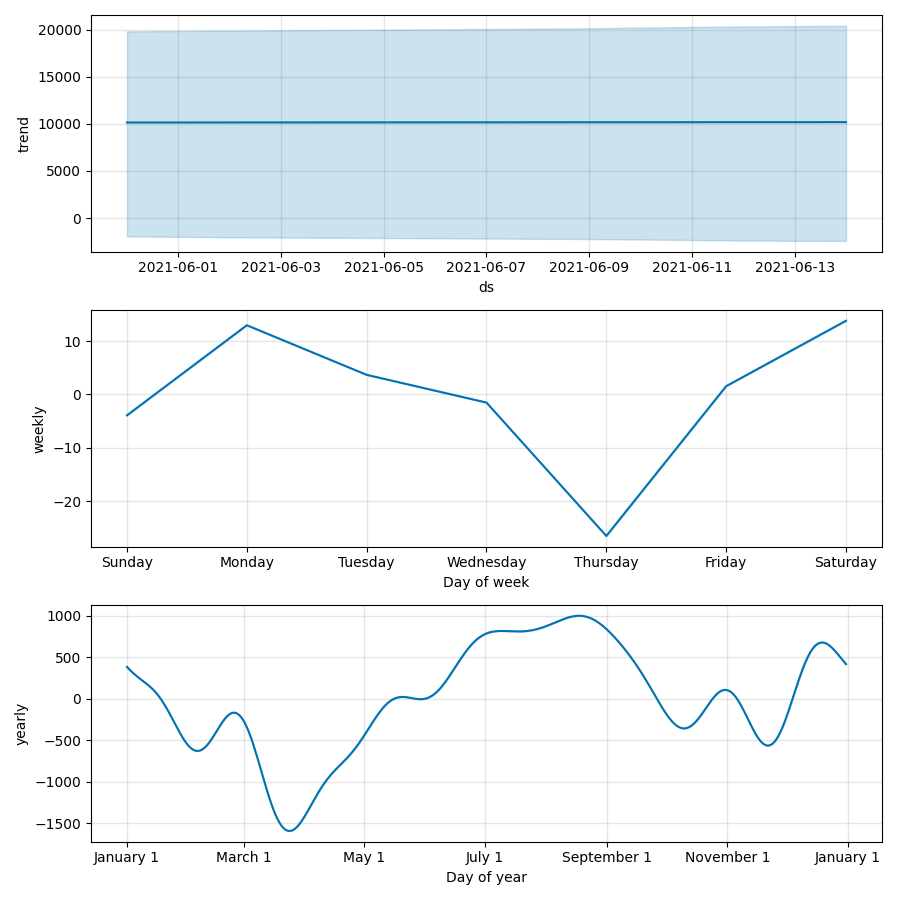 20000
15000
10000
5000
0
trend
2021-06-01 2021-06-03 2021-06-05 2021-06-07 2021-06-09 2021-06-11 2021-06-13
ds
10
0
−10
−20
weekly
Sunday Monday Tuesday Wednesday Thursday Friday Saturday
Day of week
1000
500
0
−500
−1000
−1500
yearly
January 1 March 1 May 1 July 1 September 1 November 1 January 1
Day of year